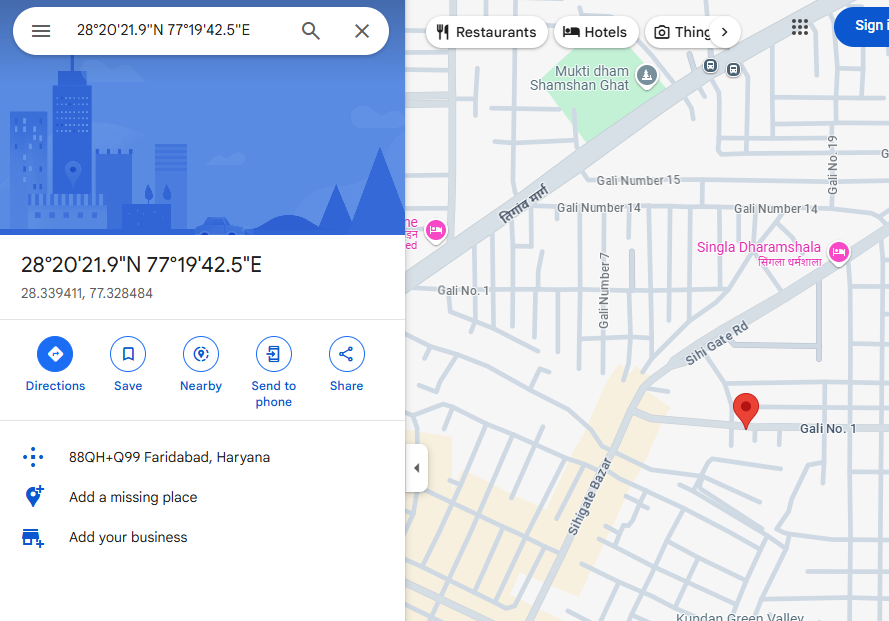 28°20'21.9"N 77°19'42.5"E
28°20'21.9"N 77°19'42.5"E
28.339411, 77.328484
Directions
Save
Nearby
Send to
phone
Share
88QH+Q99 Faridabad, Haryana
Add a missing place
Add your business
Restaurants
Hotels
Thing
Sign i
Mukti dham
Shamshan Ghat
Gali No. 19
G
Gali Number 15
तिगांव मार्ग
Gali Number 14
Gali Number 14
ne
ed
Singla Dharamshala
सिंगला धर्मशाला
Gali Number 7
Gali No. 1
Sihi Gate Rd
Gali No. 1
Sihigate Bazar
Kundan Green Valley